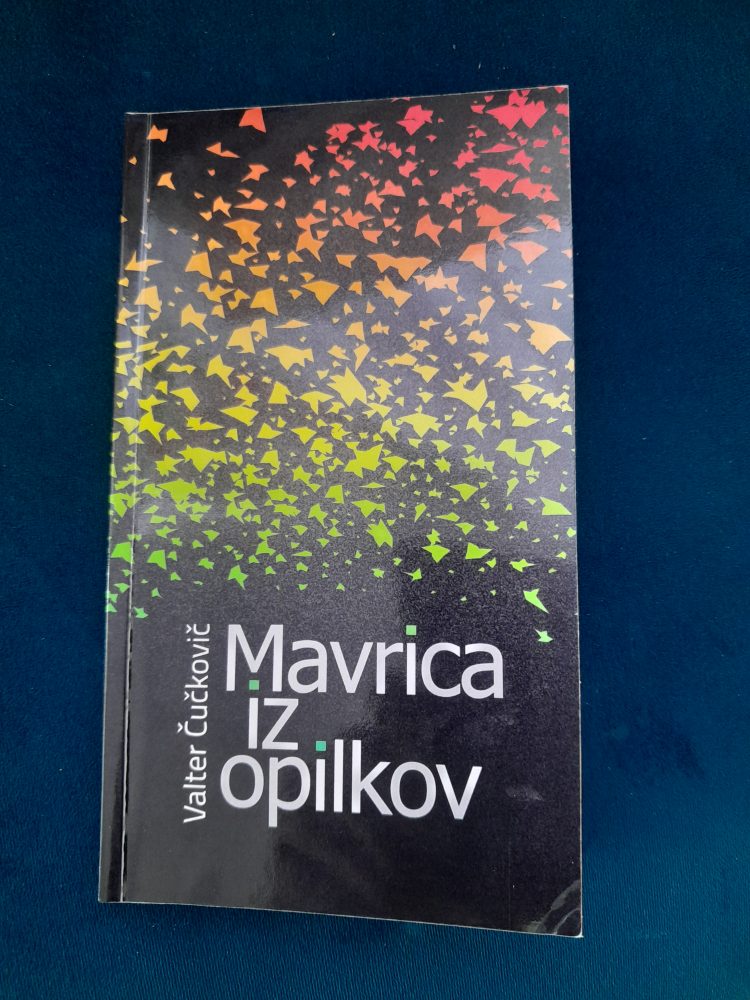 Valter Čučkovič
Mavrica
iz
opilkov